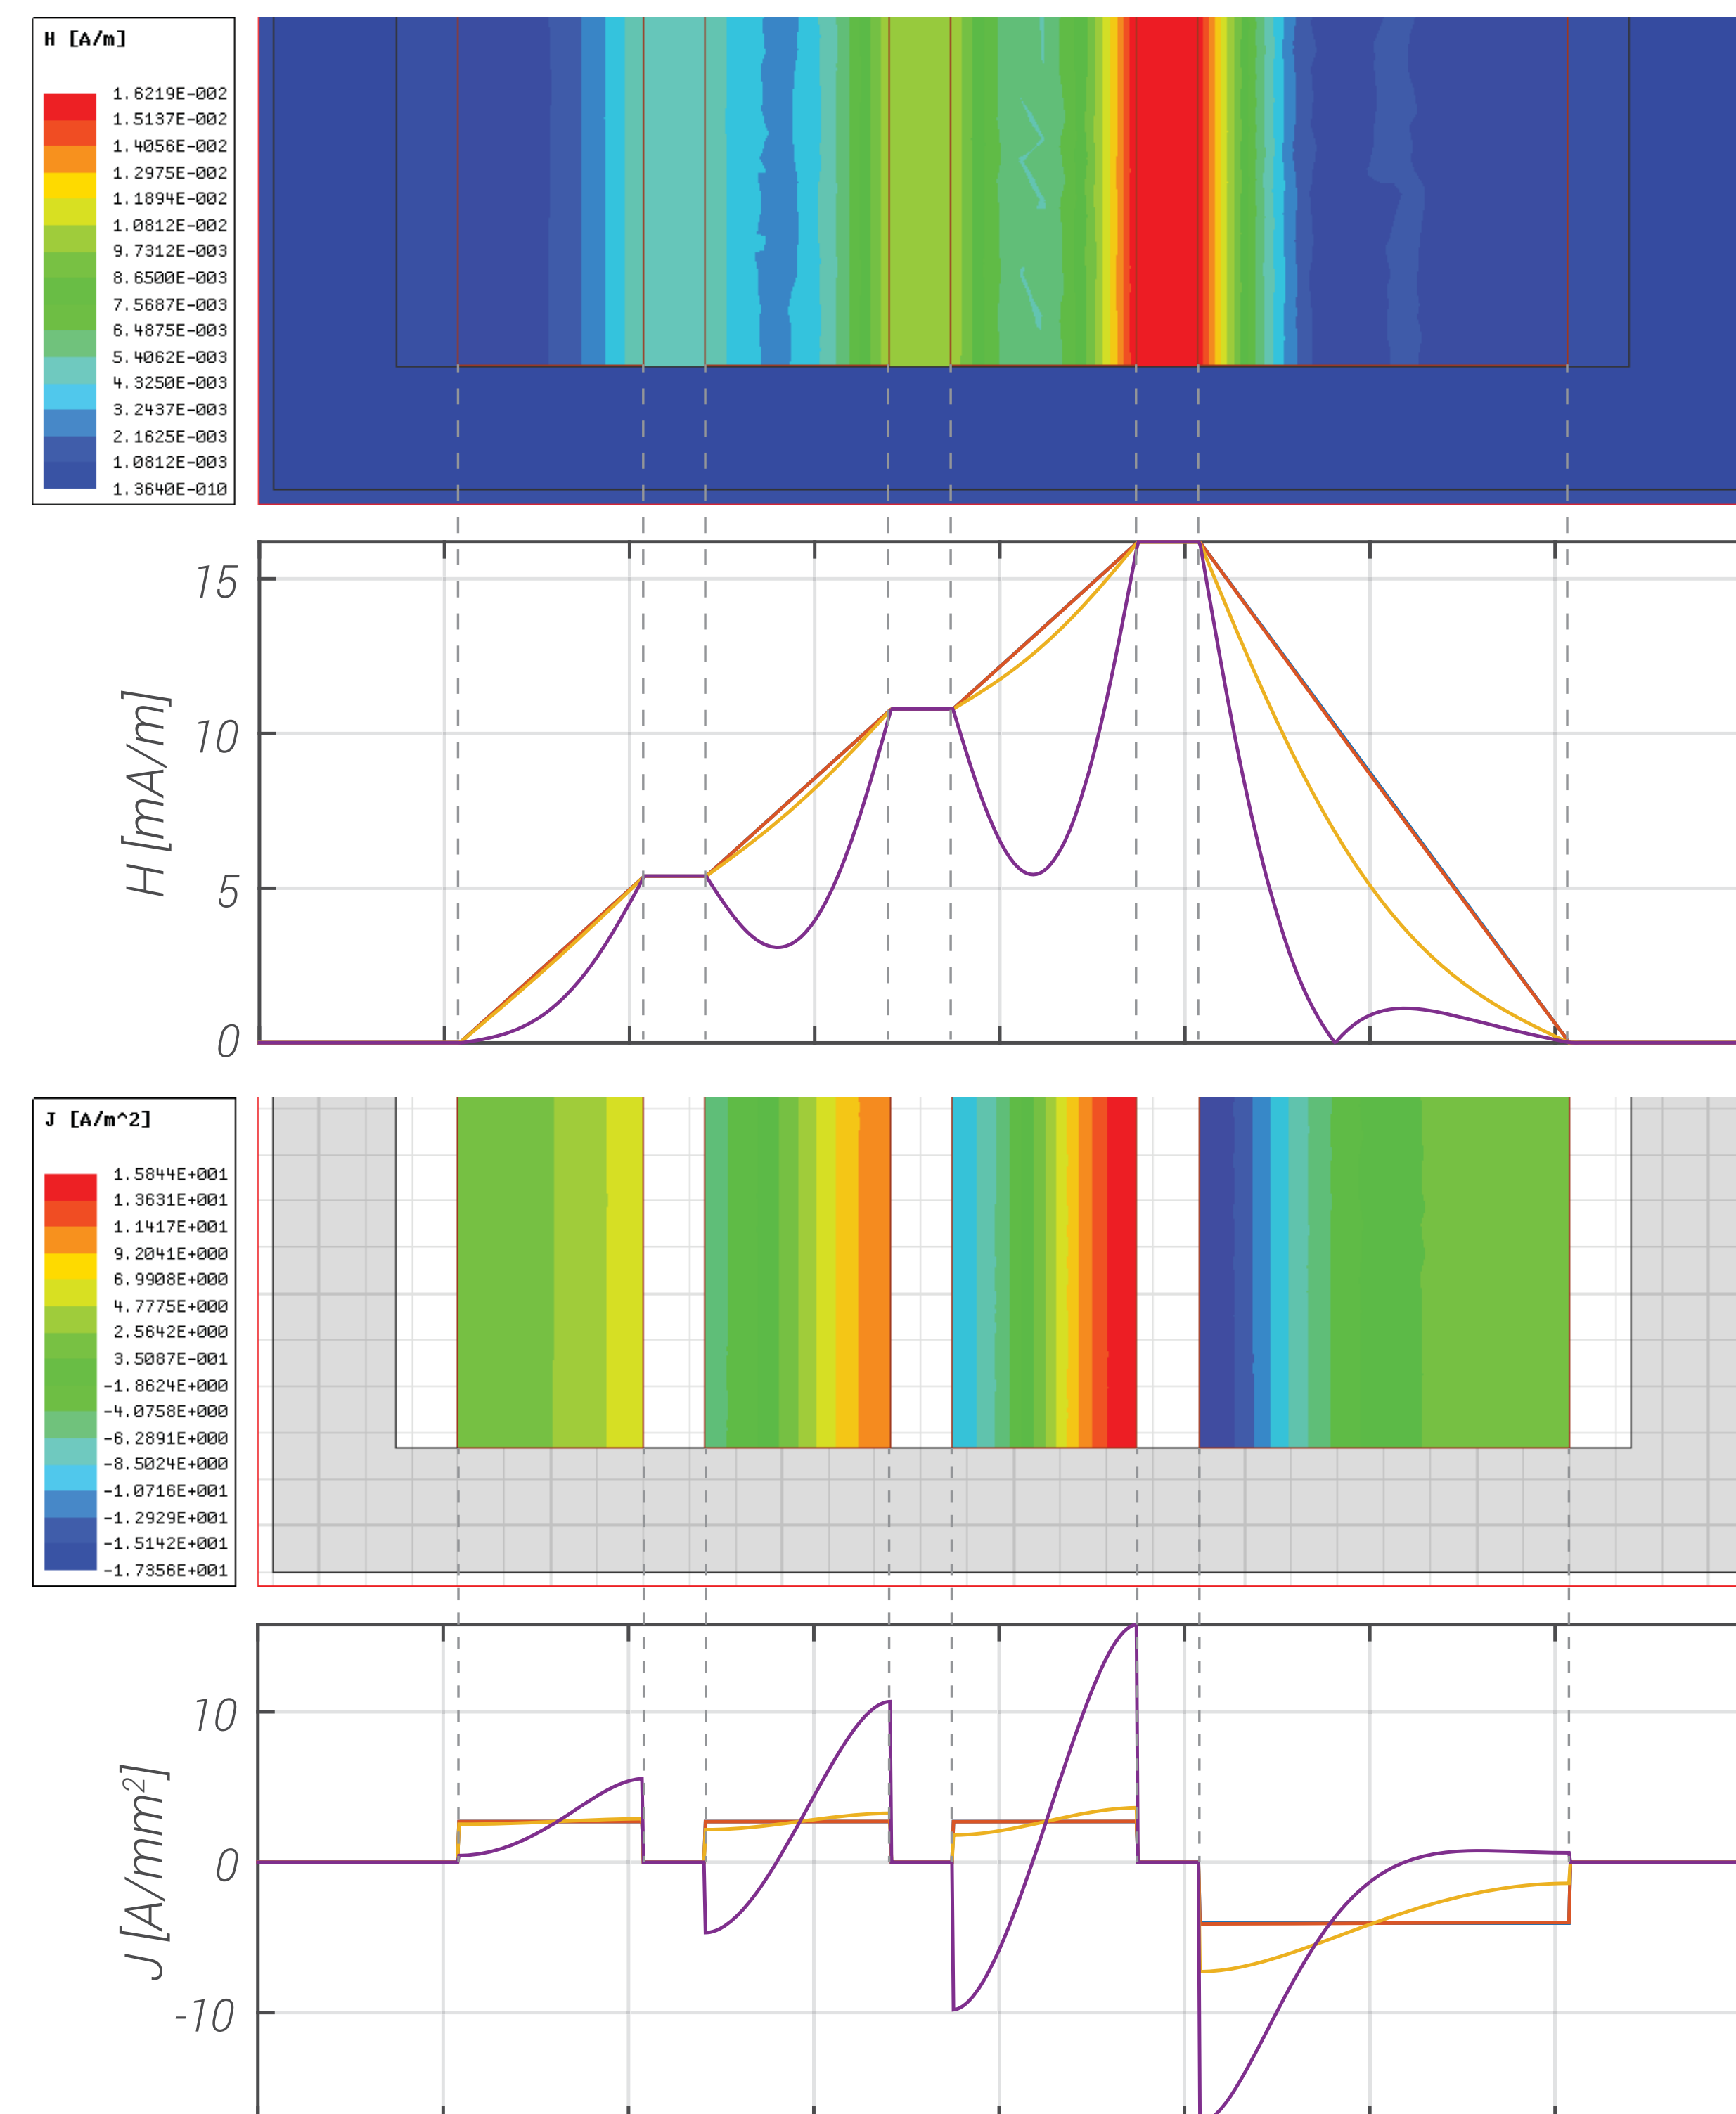 H [A/m]
1.6219E-002
1.5137E-002
1.4056E-002
1.2975E-002
1.1894E-002
1.0812E-002
9.7312E-003
8.6500E-003
7.5687E-003
6.4875E-003
5.4062E-003
4.3250E-003
3.2437E-003
2.1625E-003
1.0812E-003
1.3640E-010
15
10
5
0
H [mA/m]
J [A/m^2]
1.5844E+001
1.3631E+001
1.1417E+001
9.2041E+000
6.9908E+000
4.7775E+000
2.5642E+000
3.5087E-001
-1.8624E+000
-4.0758E+000
-6.2891E+000
-8.5024E+000
-1.0716E+001
-1.2929E+001
-1.5142E+001
-1.7356E+001
10
0
-10
J [A/mm²]